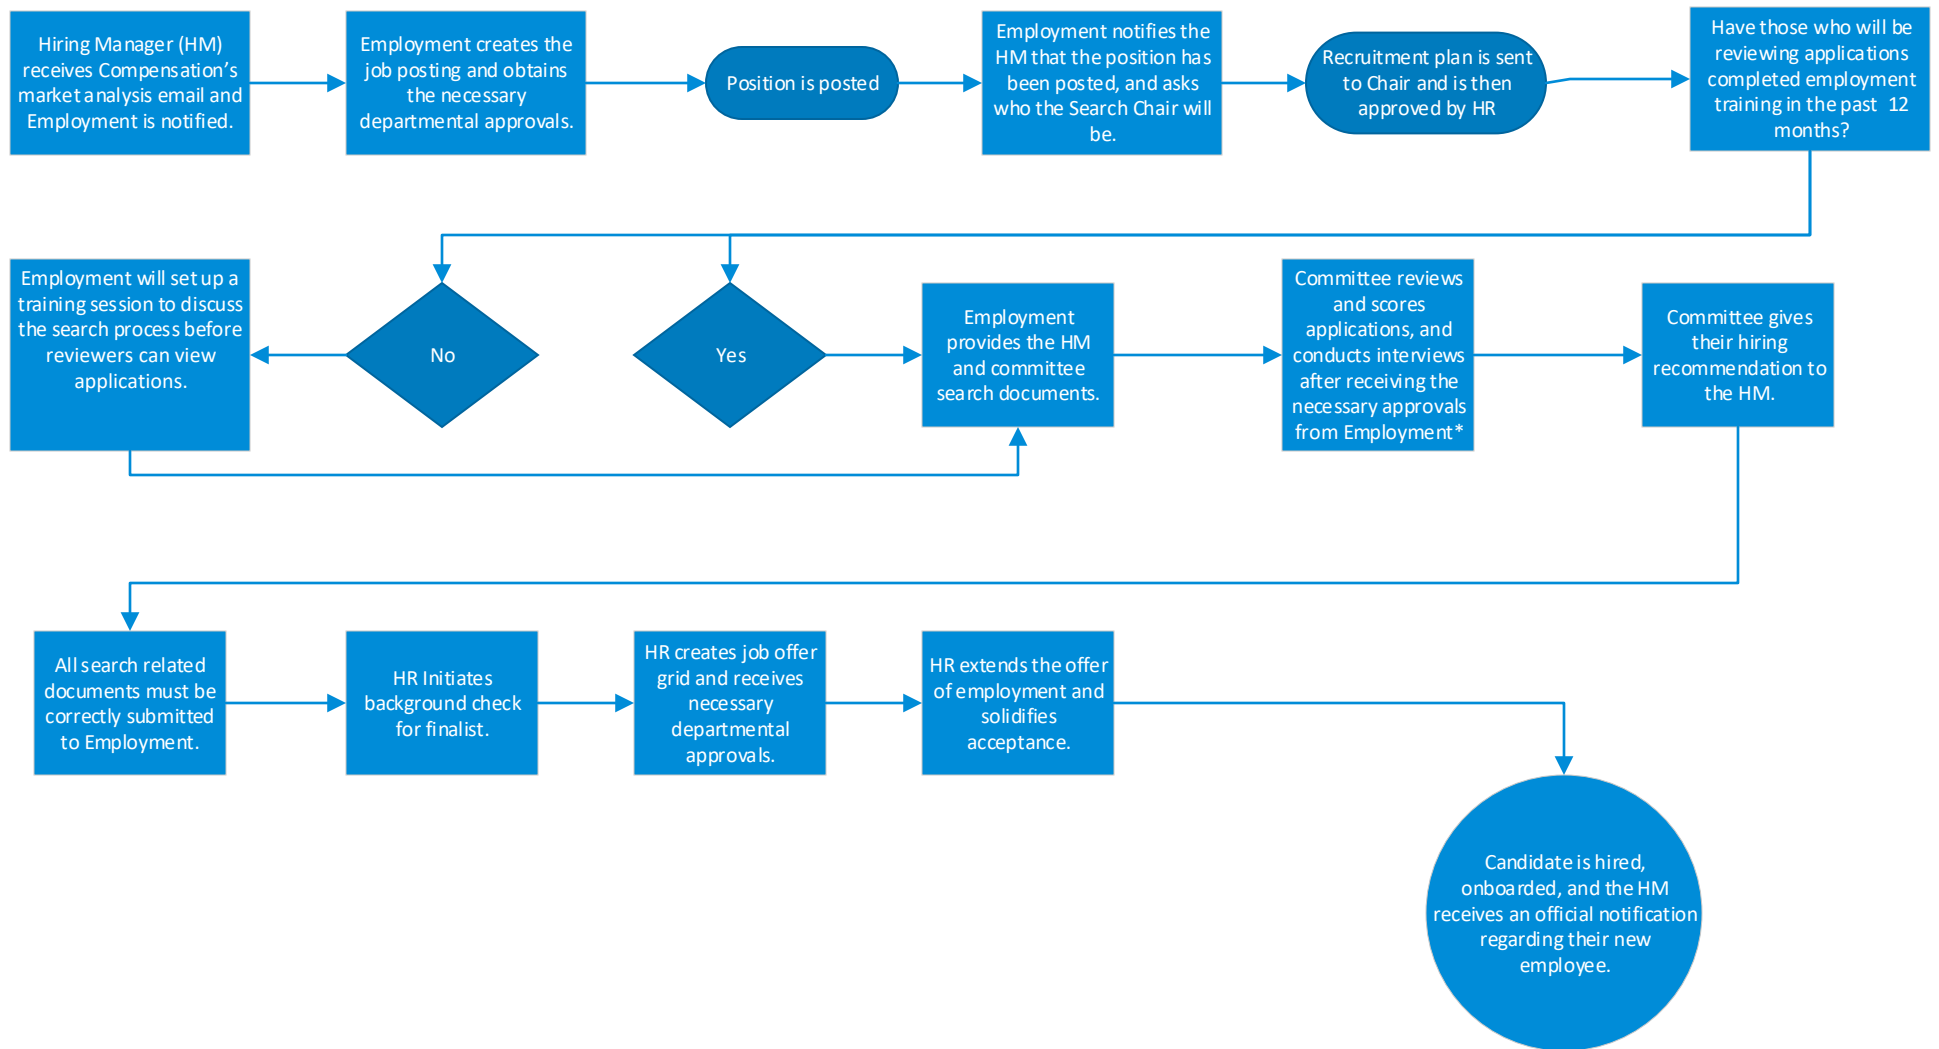 Hiring Manager (HM)
receives Compensation's
market analysis email and
Employment is notified.
Employment creates the
job posting and obtains
the necessary
departmental approvals.
Position is posted
Employment notifies the
HM that the position has
been posted, and asks
who the Search Chair will
be.
Recruitment plan is sent
to Chair and is then
approved by HR
Have those who will be
reviewing applications
completed employment
training in the past 12
months?
Employment will set up a
training session to discuss
the search process before
reviewers can view
applications.
No
Yes
Employment
provides the HM
and committee
search documents.
Committee reviews
and scores
applications, and
conducts interviews
after receiving the
necessary approvals
from Employment*
Committee gives
their hiring
recommendation to
the HM.
All search related
documents must be
correctly submitted
to Employment.
HR Initiates
background check
for finalist.
HR creates job offer
grid and receives
necessary
departmental
approvals.
HR extends the offer
of employment and
solidifies
acceptance.
Candidate is hired,
onboarded, and the HM
receives an official notification
regarding their new
employee.